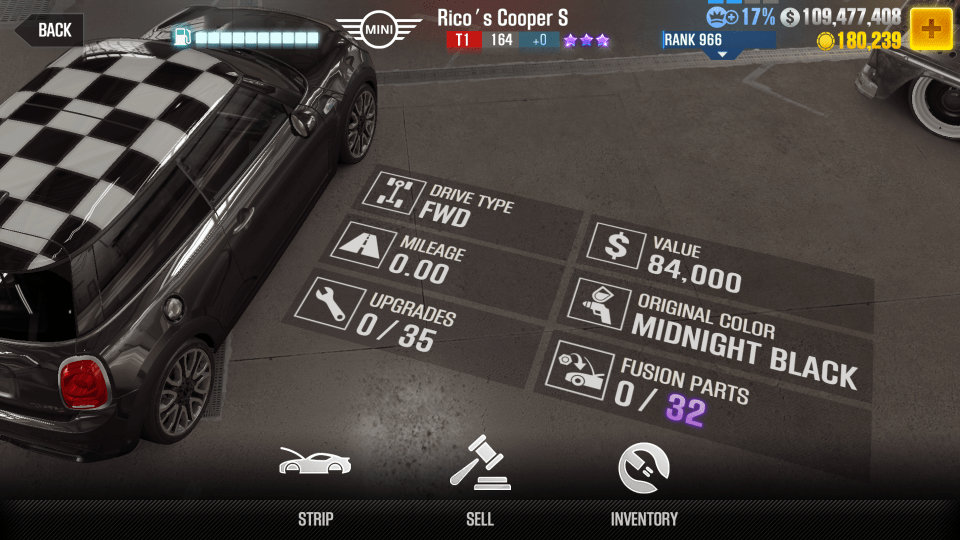 BACK
MINI
Rico's Cooper S
T1 164 +0
17%
$ 109,477,408
RANK 966
180,239
DRIVE TYPE
FWD
MILEAGE
0.00
UPGRADES
0/35
$ VALUE
84,000
ORIGINAL COLOR
MIDNIGHT BLACK
FUSION PARTS
0/32
STRIP
SELL
INVENTORY